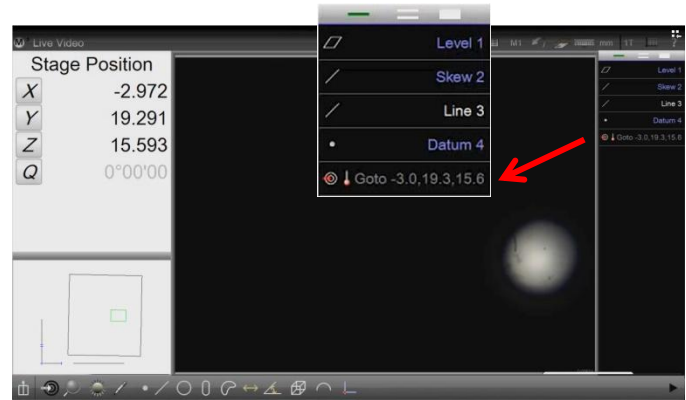 Live Video
Stage Position
X -2.972
Y 19.291
Z 15.593
Q 0°00'00
Level 1
Skew 2
Line 3
Datum 4
Goto -3.0,19.3,15.6
M1
mm
1T
?
Level 1
Skew 2
Line 3
Datum 4
Goto -3.0,19.3,15.6